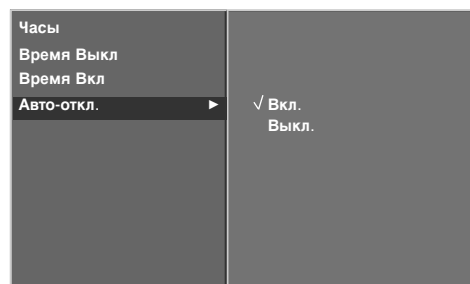 Часы
Время Выкл
Время Вкл
Авто-откл. ►
√ Вкл.
Выкл.